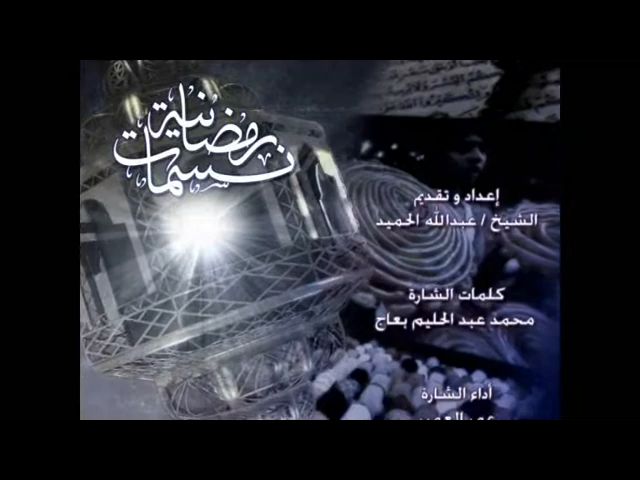 نسمات رمضانية
إعداد و تقديم
الشيخ / عبدالله الحميد
كلمات الشارة
محمد عبد الحليم بعاج
أداء الشارة